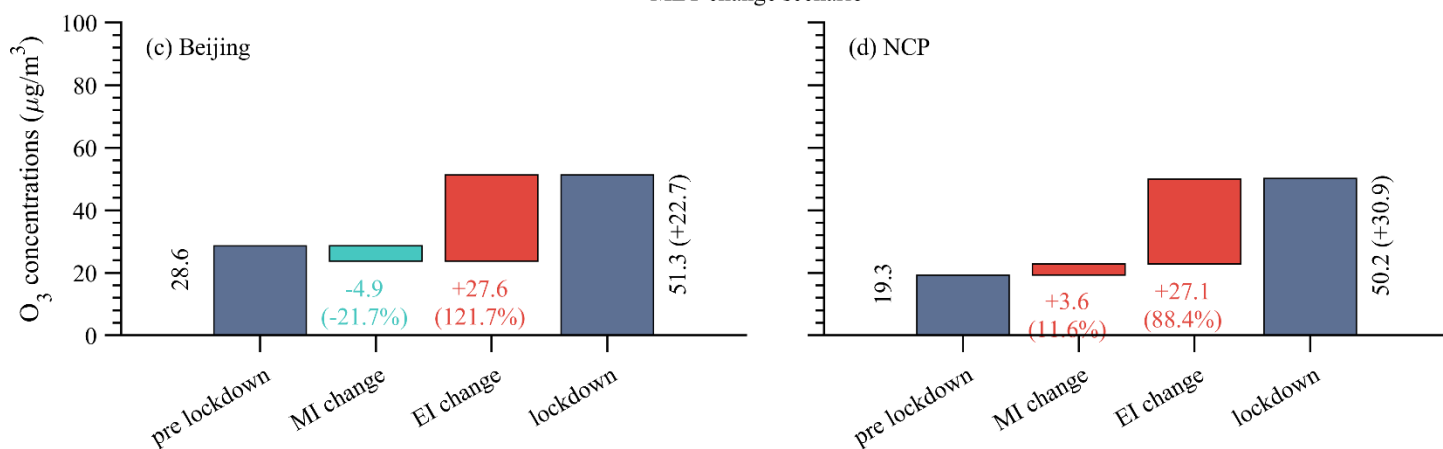 (c) Beijing
(d) NCP
O3 concentrations (μg/m³)
100
80
60
40
20
0
28.6
-4.9
(-21.7%)
+27.6
(121.7%)
51.3 (+22.7)
19.3
+3.6
(11.6%)
+27.1
(88.4%)
50.2 (+30.9)
pre lockdown
MI change
EI change
lockdown
pre lockdown
MI change
EI change
lockdown